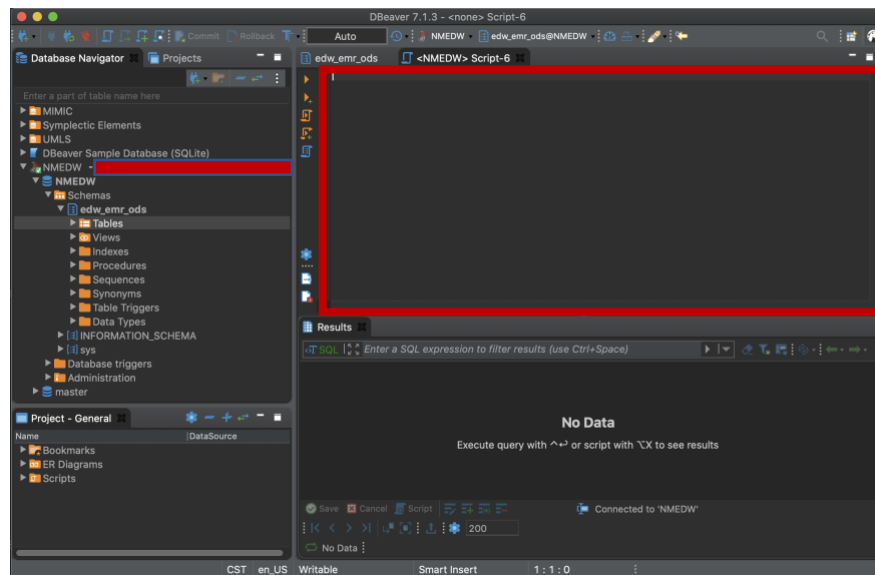 DBeaver 7.1.3 - <none> Script-6
Commit Rollback Auto NMEDW edw_emr_ods@NMEDW
Database Navigator Projects
Enter a part of table name here
MIMIC
Symplectic Elements
UMLS
DBeaver Sample Database (SQLite)
NMEDW -
NMEDW
Schemas
edw_emr_ods
Tables
Views
Indexes
Procedures
Sequences
Synonyms
Table Triggers
Data Types
INFORMATION_SCHEMA
sys
Database triggers
Administration
master
Project - General
Name DataSource
Bookmarks
ER Diagrams
Scripts
edw_emr_ods <NMEDW> Script-6
Results
SQL Enter a SQL expression to filter results (use Ctrl+Space)
No Data
Execute query with ^↩ or script with ⌥X to see results
Save Cancel Script Connected to 'NMEDW'
200
No Data
CST en_US Writable Smart Insert 1 : 1 : 0